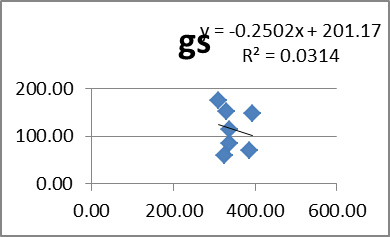 gs
y = -0.2502x + 201.17
R² = 0.0314
200.00
100.00
0.00
0.00 200.00 400.00 600.00